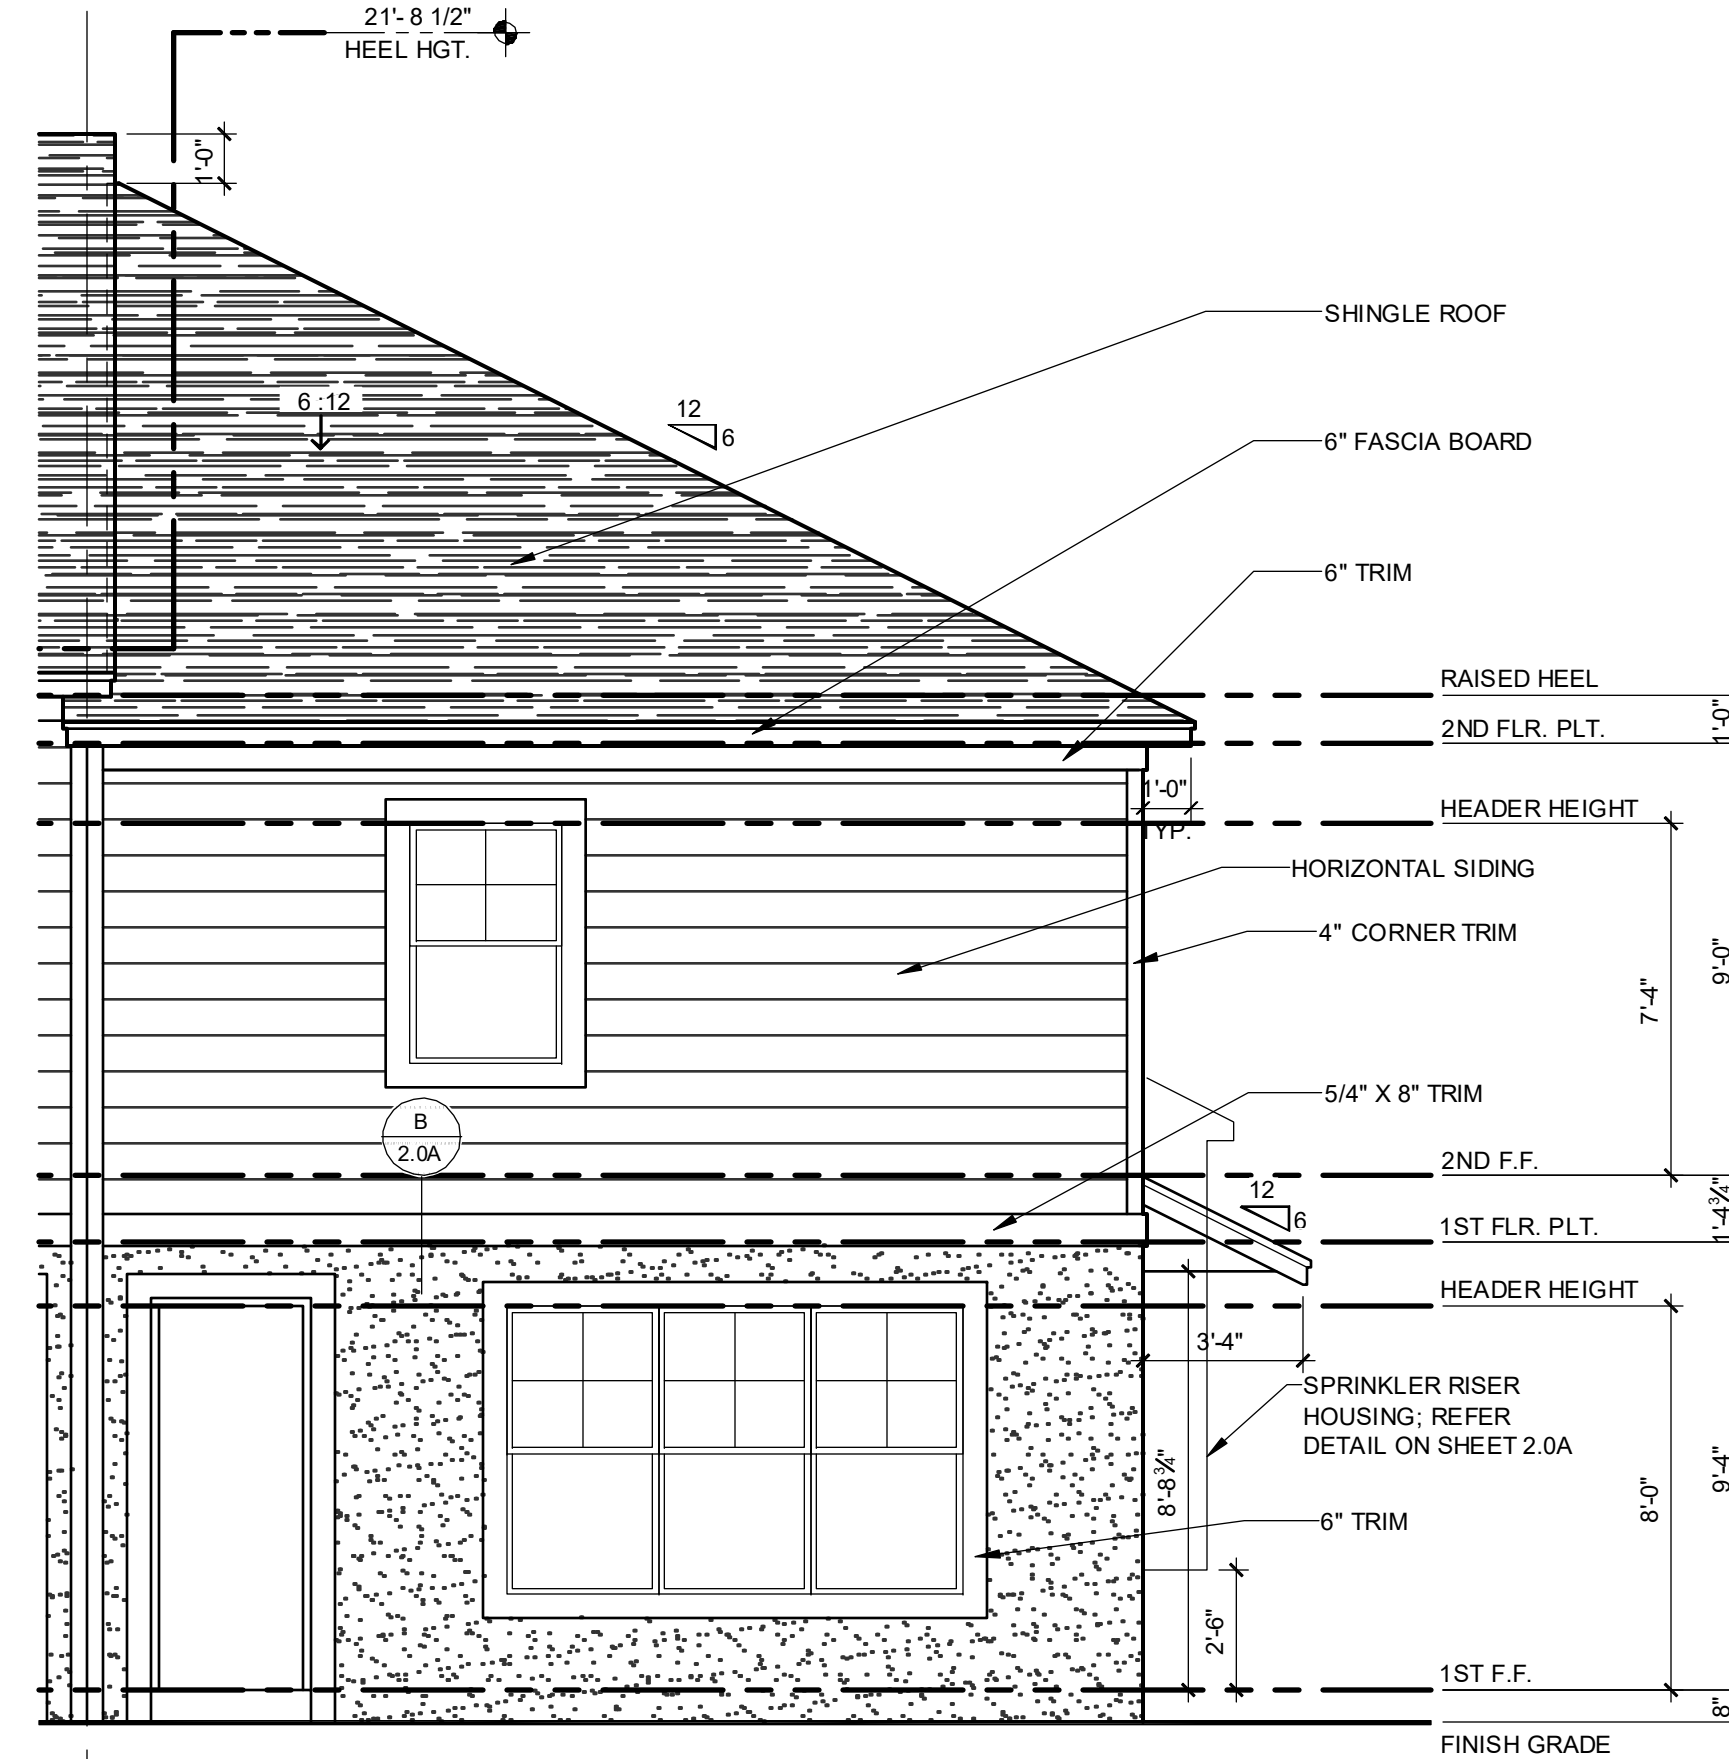 21'- 8 1/2"
HEEL HGT.
1'-0"
SHINGLE ROOF
6 :12
12
6
6" FASCIA BOARD
6" TRIM
RAISED HEEL
1'-0"
2ND FLR. PLT.
1'-0"
TYP.
HEADER HEIGHT
HORIZONTAL SIDING
4" CORNER TRIM
9'-0"
7'-4"
5/4" X 8" TRIM
B
2.0A
2ND F.F.
12
6
1'-4¾"
1ST FLR. PLT.
HEADER HEIGHT
3'-4"
SPRINKLER RISER
HOUSING; REFER
DETAIL ON SHEET 2.0A
8'-8¾"
9'-4"
8'-0"
6" TRIM
2'-6"
1ST F.F.
8"
FINISH GRADE